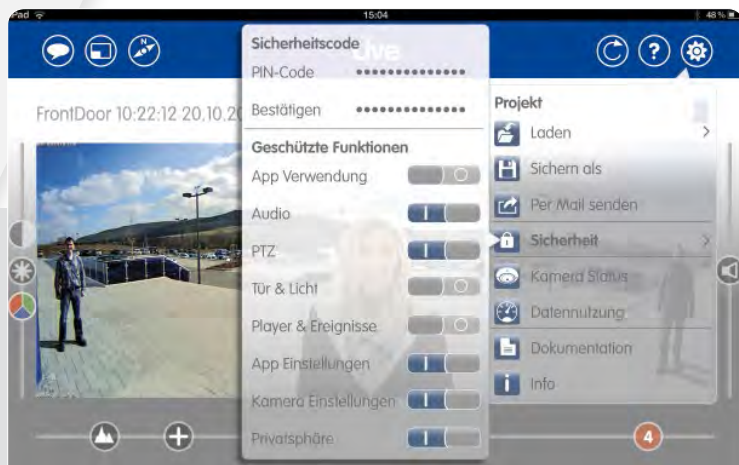 Pad 15:04 48 %
N
Live
FrontDoor 10:22:12 20.10.20
Sicherheitscode
PIN-Code ••••••••••••••
Bestätigen ••••••••••••••
Geschützte Funktionen
App Verwendung
Audio
PTZ
Tür & Licht
Player & Ereignisse
App Einstellungen
Kamera Einstellungen
Privatsphäre
?
Projekt
Laden
Sichern als
Per Mail senden
Sicherheit
Kamera Status
Datennutzung
Dokumentation
i Info
4